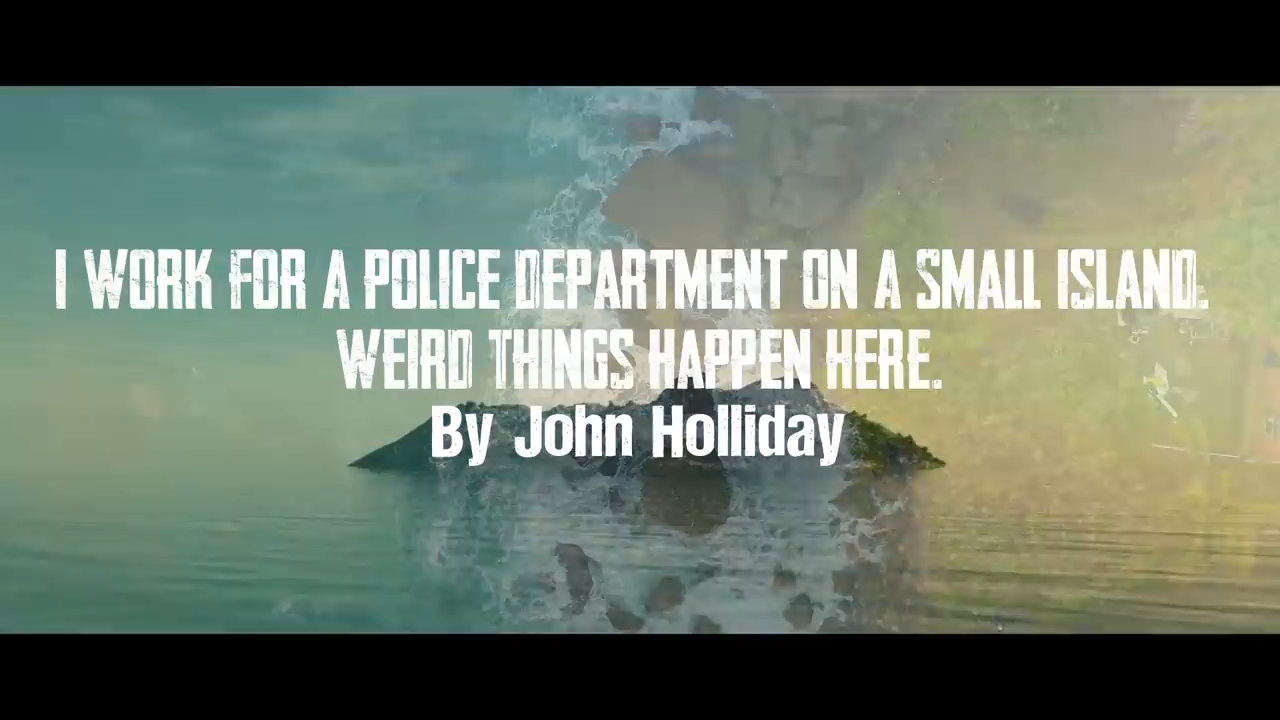 I WORK FOR A POLICE DEPARTMENT ON A SMALL ISLAND.
WEIRD THINGS HAPPEN HERE.
By John Holliday